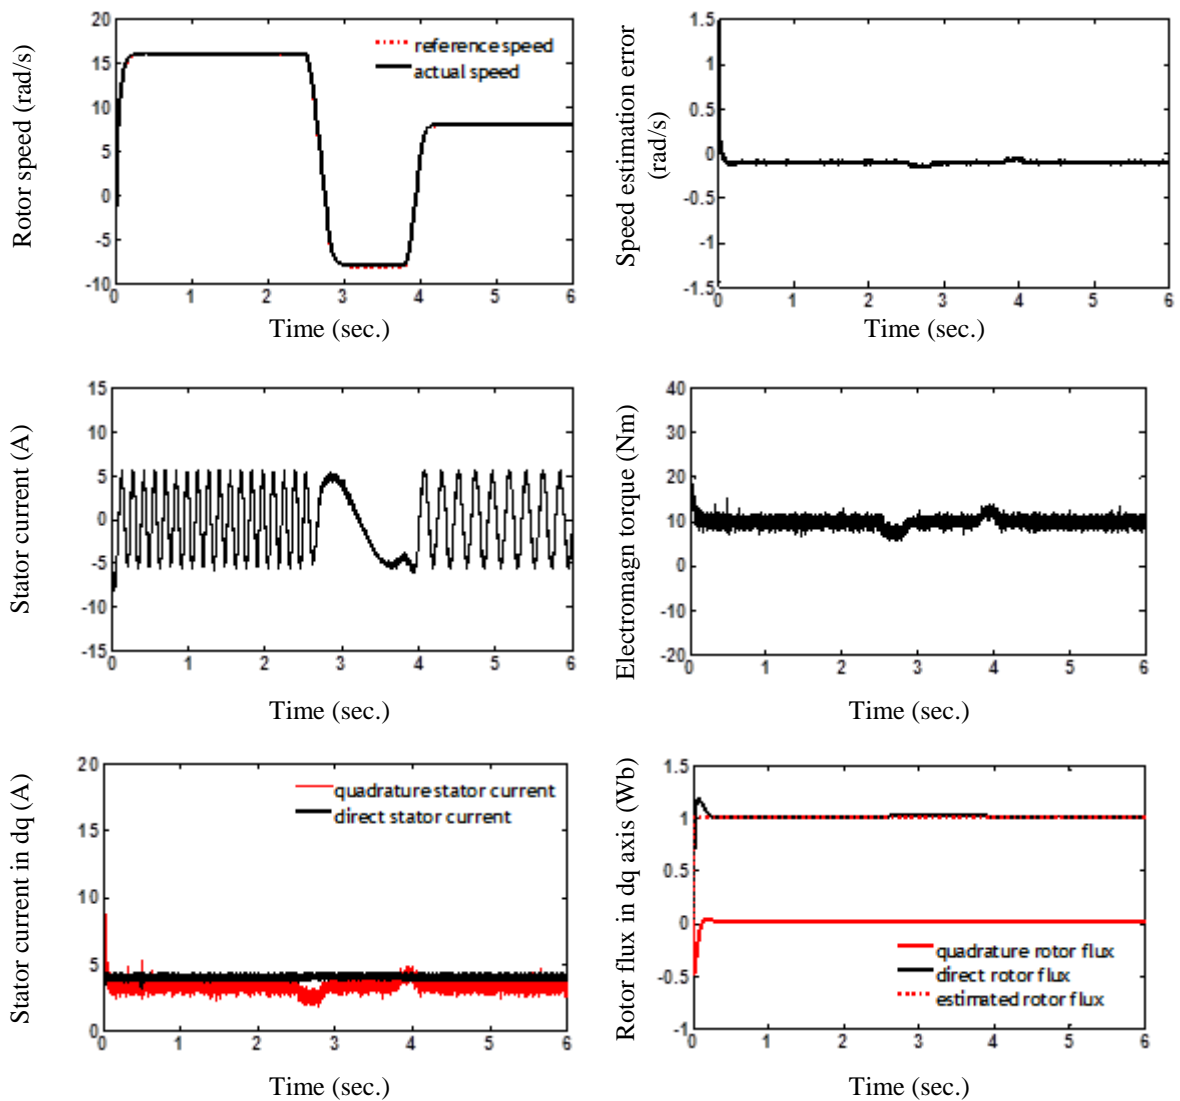 Rotor speed (rad/s)
20
15
10
5
0
-5
-10
reference speed
actual speed
0 1 2 3 4 5 6
Time (sec.)
Speed estimation error
(rad/s)
1.5
1
0.5
0
-0.5
-1
-1.5
0 1 2 3 4 5 6
Time (sec.)
Stator current (A)
15
10
5
0
-5
-10
-15
0 1 2 3 4 5 6
Time (sec.)
Electromagn torque (Nm)
40
30
20
10
0
-10
-20
0 1 2 3 4 5 6
Time (sec.)
Stator current in dq (A)
20
15
10
5
0
quadrature stator current
direct stator current
0 1 2 3 4 5 6
Time (sec.)
Rotor flux in dq axis (Wb)
1.5
1
0.5
0
-0.5
-1
quadrature rotor flux
direct rotor flux
estimated rotor flux
0 1 2 3 4 5 6
Time (sec.)